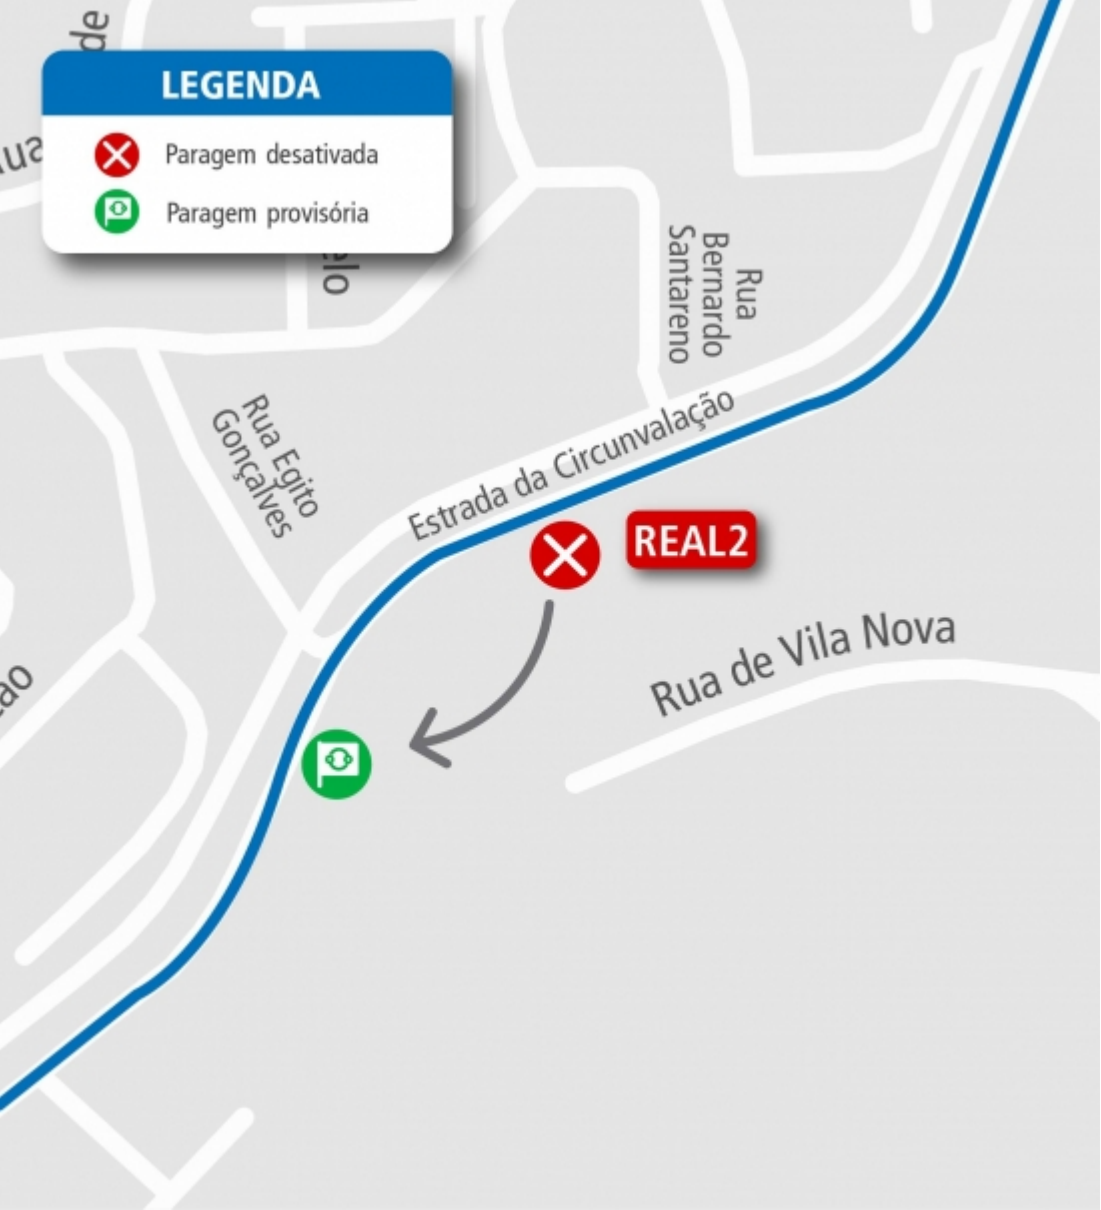 de
LEGENDA
Paragem desativada
Paragem provisória
Rua
Bernardo
Santareno
Rua Egito
Gonçalves
Estrada da Circunvalação
REAL2
Rua de Vila Nova